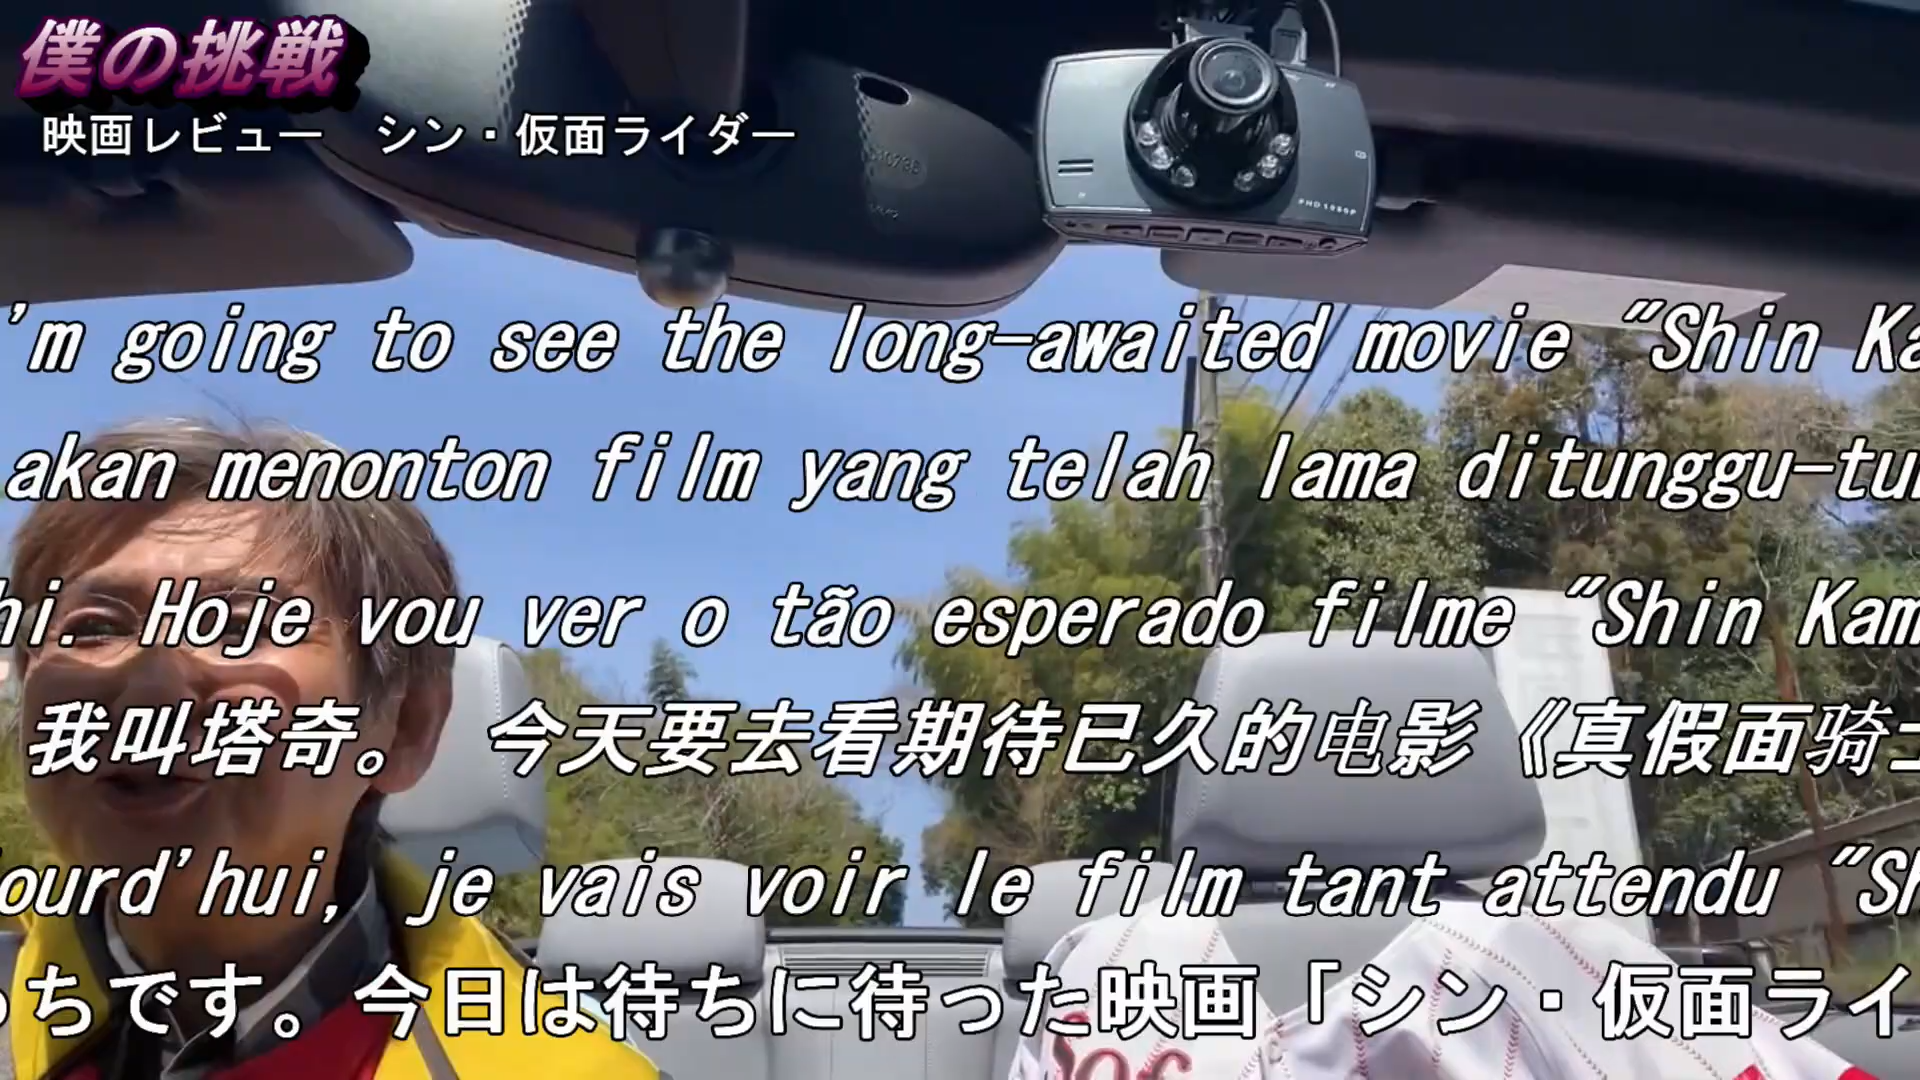 僕の挑戦
映画レビュー　シン・仮面ライダー
FHD1080P
'm going to see the long-awaited movie "Shin Ka
akan menonton film yang telah lama ditunggu-tu
hi. Hoje vou ver o tão esperado filme "Shin Kam
我叫塔奇。 今天要去看期待已久的电影《真假面骑士
ourd'hui, je vais voir le film tant attendu "Sh
っちです。今日は待ちに待った映画「シン・仮面ライ